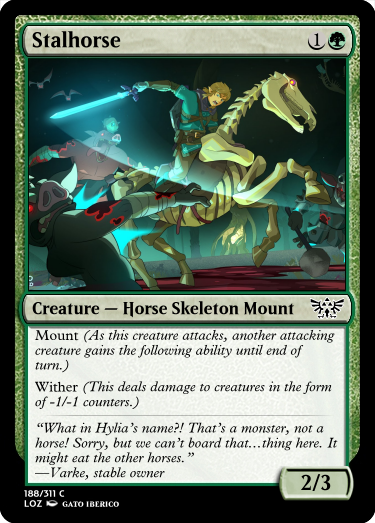 Stalhorse 1
Creature — Horse Skeleton Mount
Mount (As this creature attacks, another attacking
creature gains the following ability until end of
turn.)
Wither (This deals damage to creatures in the form
of -1/-1 counters.)
“What in Hylia’s name?! That’s a monster, not a
horse! Sorry, but we can’t board that…thing here. It
might eat the other horses.”
—Varke, stable owner
2/3
188/311 C
LOZ GATO IBERICO